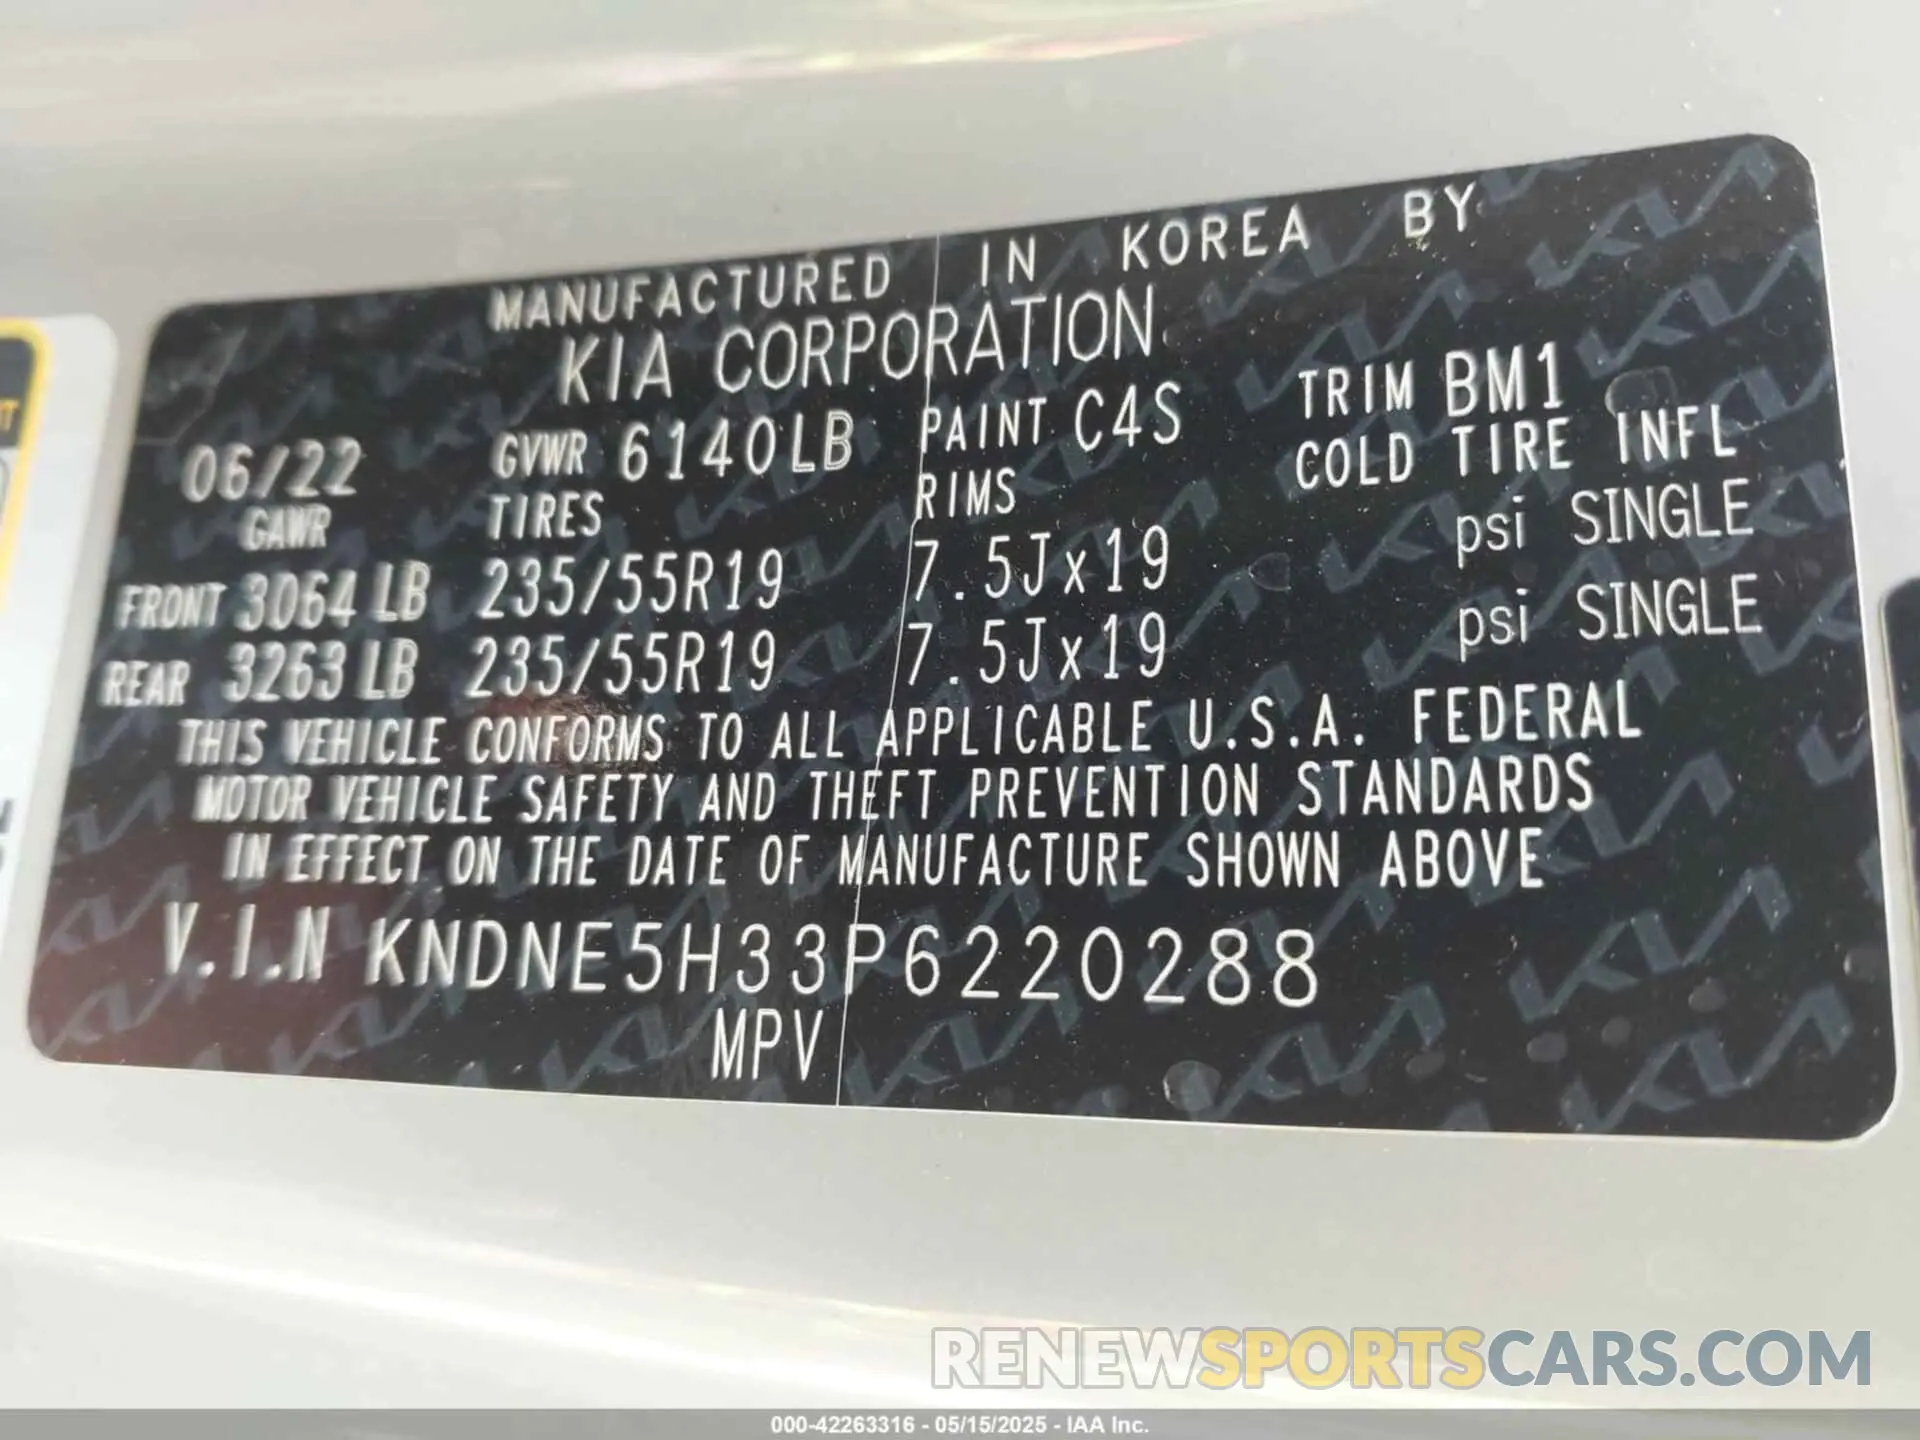 MANUFACTURED IN KOREA BY
KIA CORPORATION
06/22 GVWR 6140LB PAINT C4S TRIM BM1
GAWR TIRES RIMS COLD TIRE INFL
FRONT 3064 LB 235/55R19 7.5Jx19 psi SINGLE
REAR 3263 LB 235/55R19 7.5Jx19 psi SINGLE
THIS VEHICLE CONFORMS TO ALL APPLICABLE U.S.A. FEDERAL
MOTOR VEHICLE SAFETY AND THEFT PREVENTION STANDARDS
IN EFFECT ON THE DATE OF MANUFACTURE SHOWN ABOVE
V.I.N KNDNE5H33P6220288
MPV
RENEWSPORTSCARS.COM
000-42263316 - 05/15/2025 - IAA Inc.